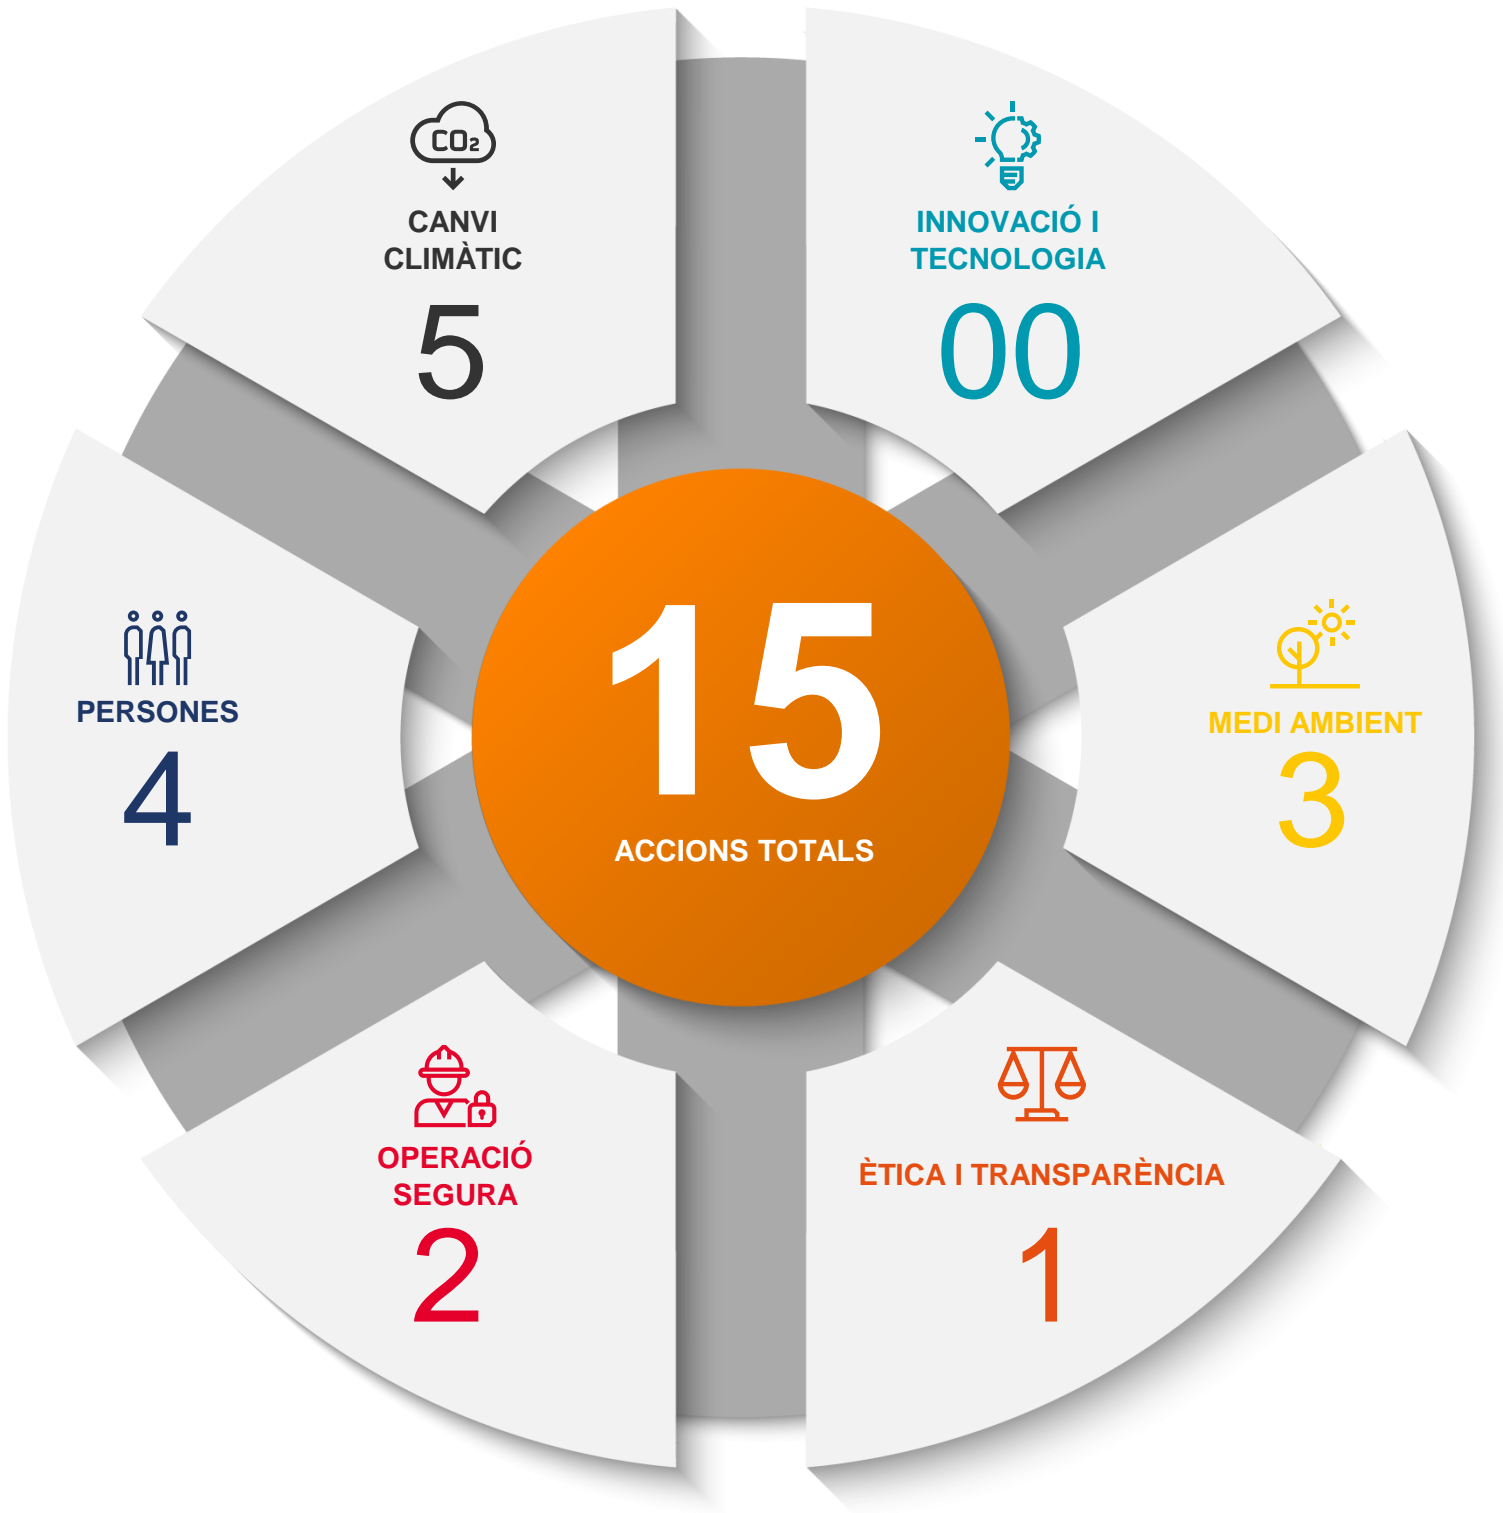 CO₂
CANVI
CLIMÀTIC
5
INNOVACIÓ I
TECNOLOGIA
00
PERSONES
4
15
ACCIONS TOTALS
MEDI AMBIENT
3
OPERACIÓ
SEGURA
2
ÈTICA I TRANSPARÈNCIA
1